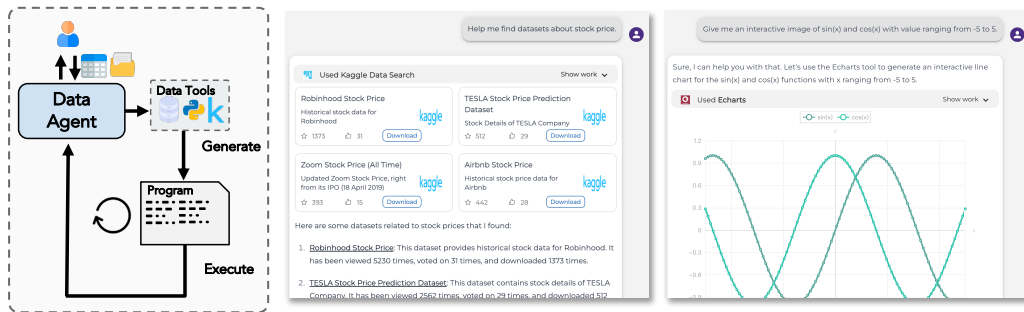 Data
Agent
Data Tools
Generate
Program
Execute
Help me find datasets about stock price.
Used Kaggle Data Search
Show work
Robinhood Stock Price
Historical stock data for
Robinhood
kaggle
1373
31
Download
TESLA Stock Price Prediction
Dataset
Stock Details of TESLA Company
kaggle
512
29
Download
Zoom Stock Price (All Time)
Updated Zoom Stock Price, right
from its IPO (18 April 2019)
kaggle
393
15
Download
Airbnb Stock Price
Historical stock price data for
Airbnb
kaggle
442
28
Download
Here are some datasets related to stock prices that I found:
1. Robinhood Stock Price: This dataset provides historical stock data for Robinhood. It
has been viewed 5230 times, voted on 31 times, and downloaded 1373 times.
2. TESLA Stock Price Prediction Dataset: This dataset contains stock details of TESLA
Company. It has been viewed 2562 times, voted on 29 times, and downloaded 512
Give me an interactive image of sin(x) and cos(x) with value ranging from -5 to 5.
Sure, I can help you with that. Let's use the Echarts tool to generate an interactive line
chart for the sin(x) and cos(x) functions with x ranging from -5 to 5.
Used Echarts
Show work
sin(x) cos(x)
y
1.2
0.9
0.6
0.3
0
x
-0.3
-0.6
-0.9